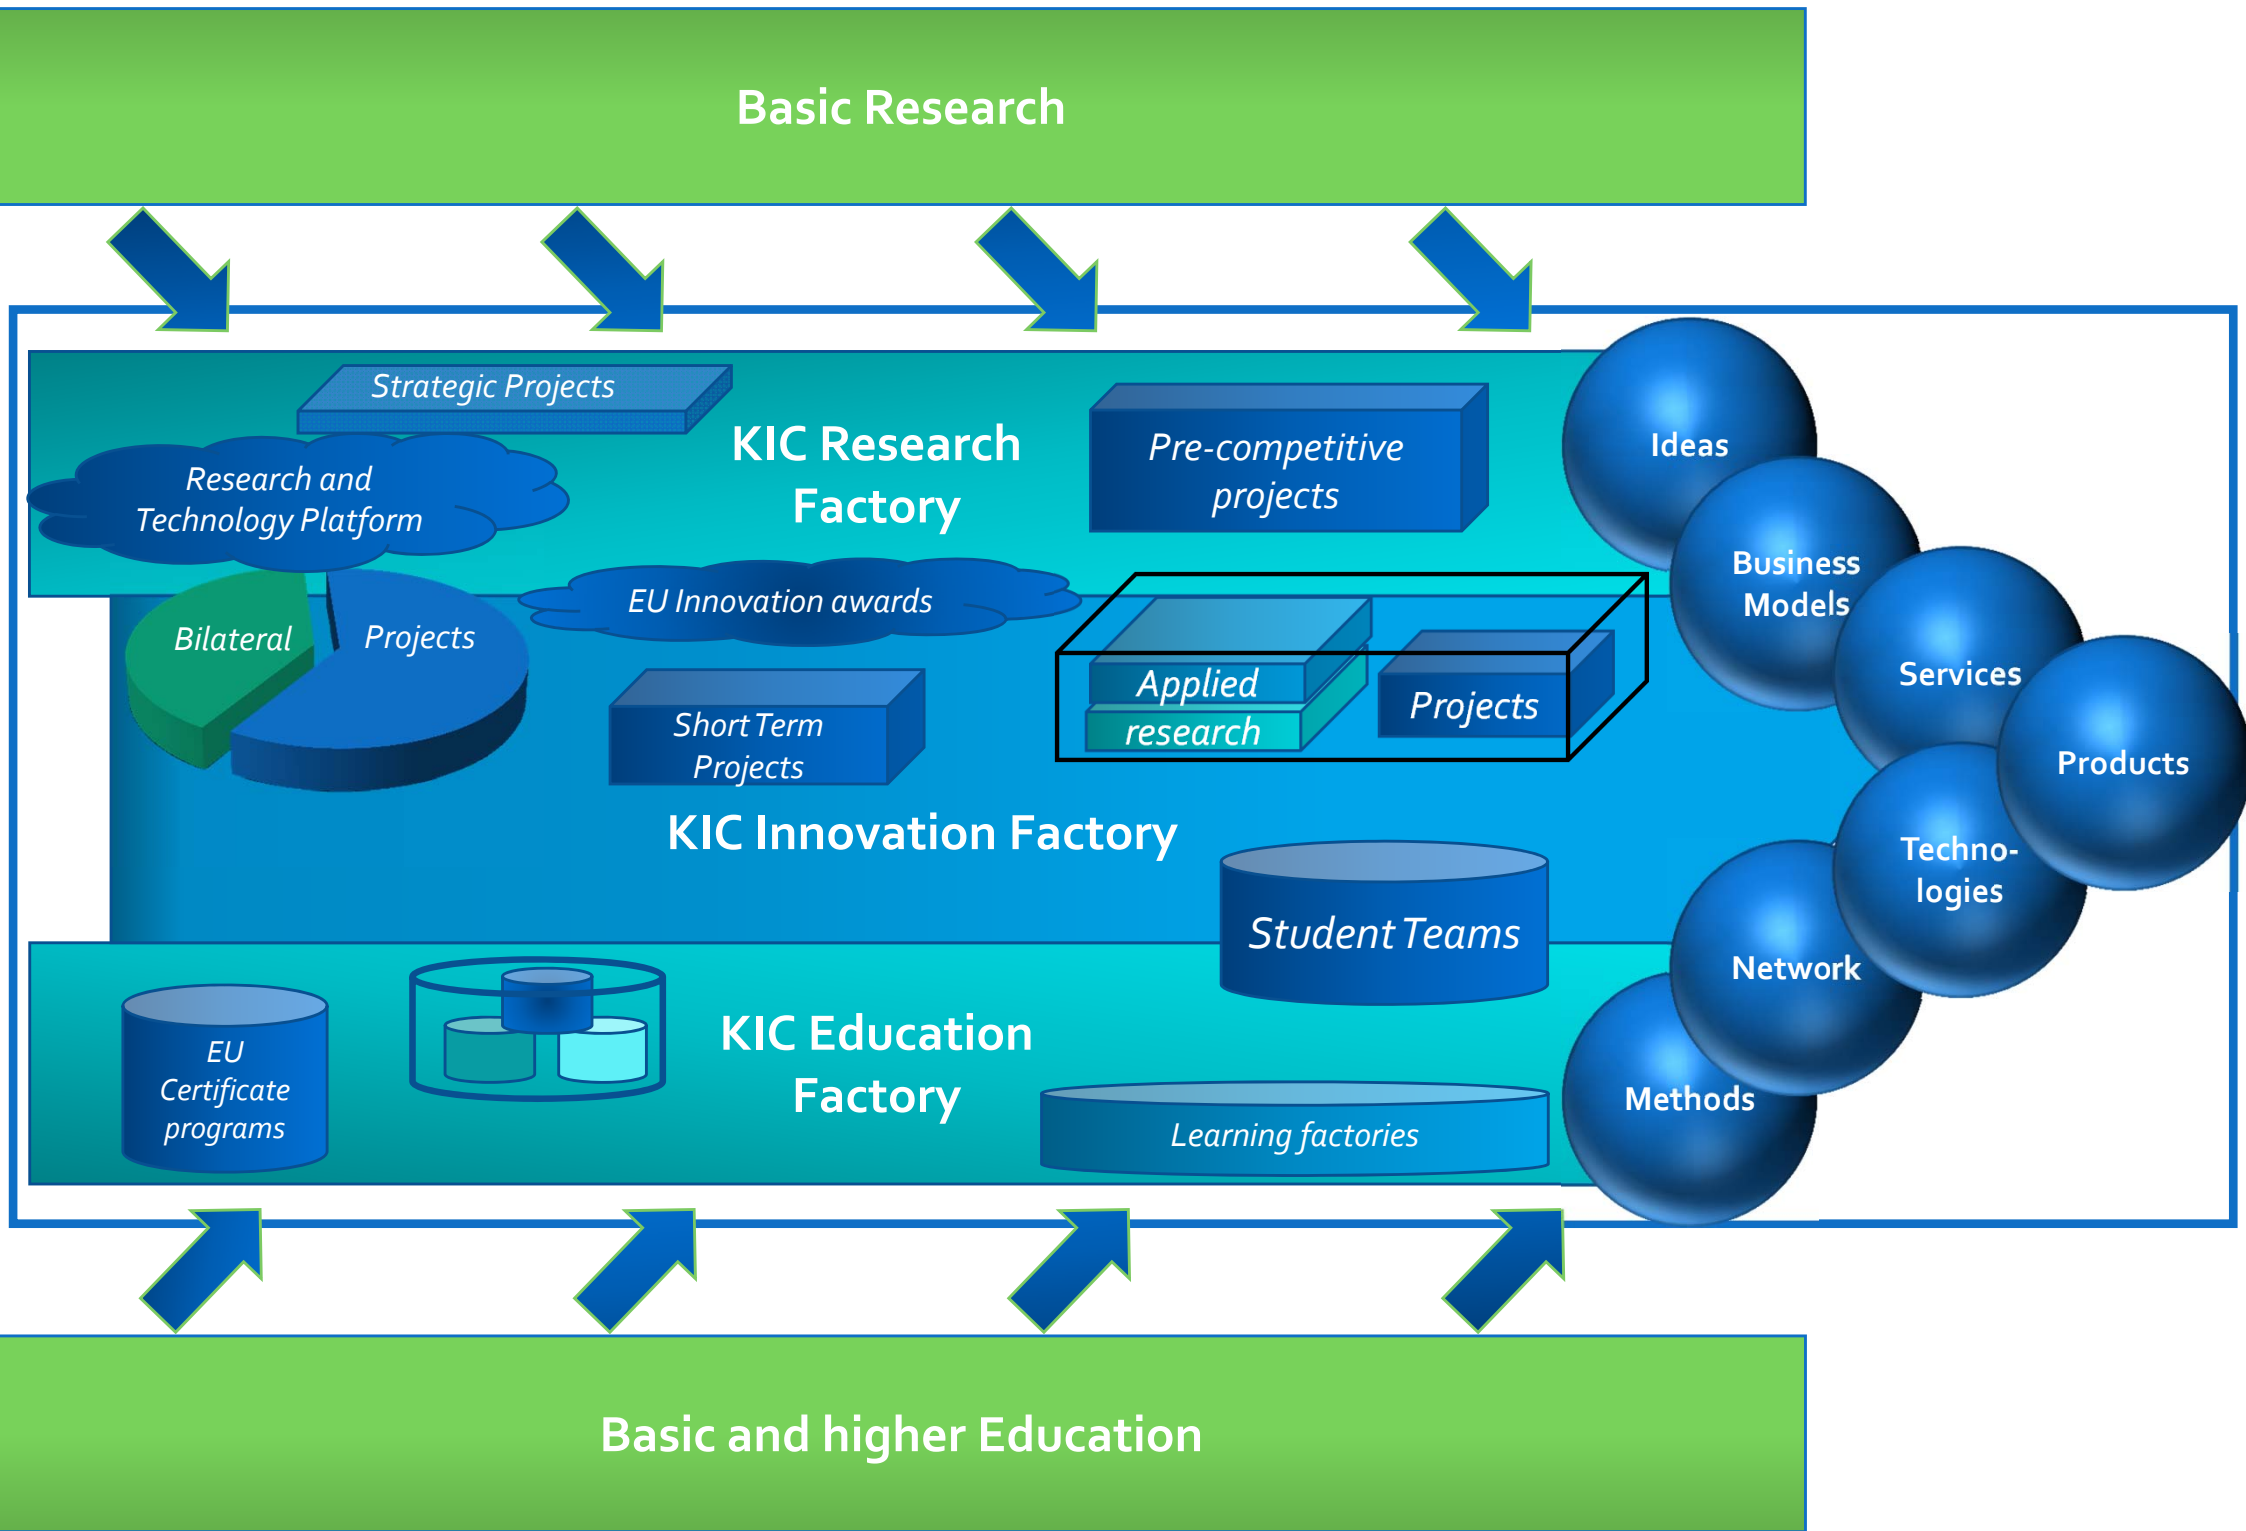 Basic Research
Strategic Projects
KIC Research
Factory
Pre-competitive
projects
Research and
Technology Platform
Ideas
Business
Models
EU Innovation awards
Bilateral
Projects
Services
Applied
research
Projects
Short Term
Projects
Products
KIC Innovation Factory
Techno-
logies
Student Teams
Network
KIC Education
Factory
EU
Certificate
programs
Methods
Learning factories
Basic and higher Education